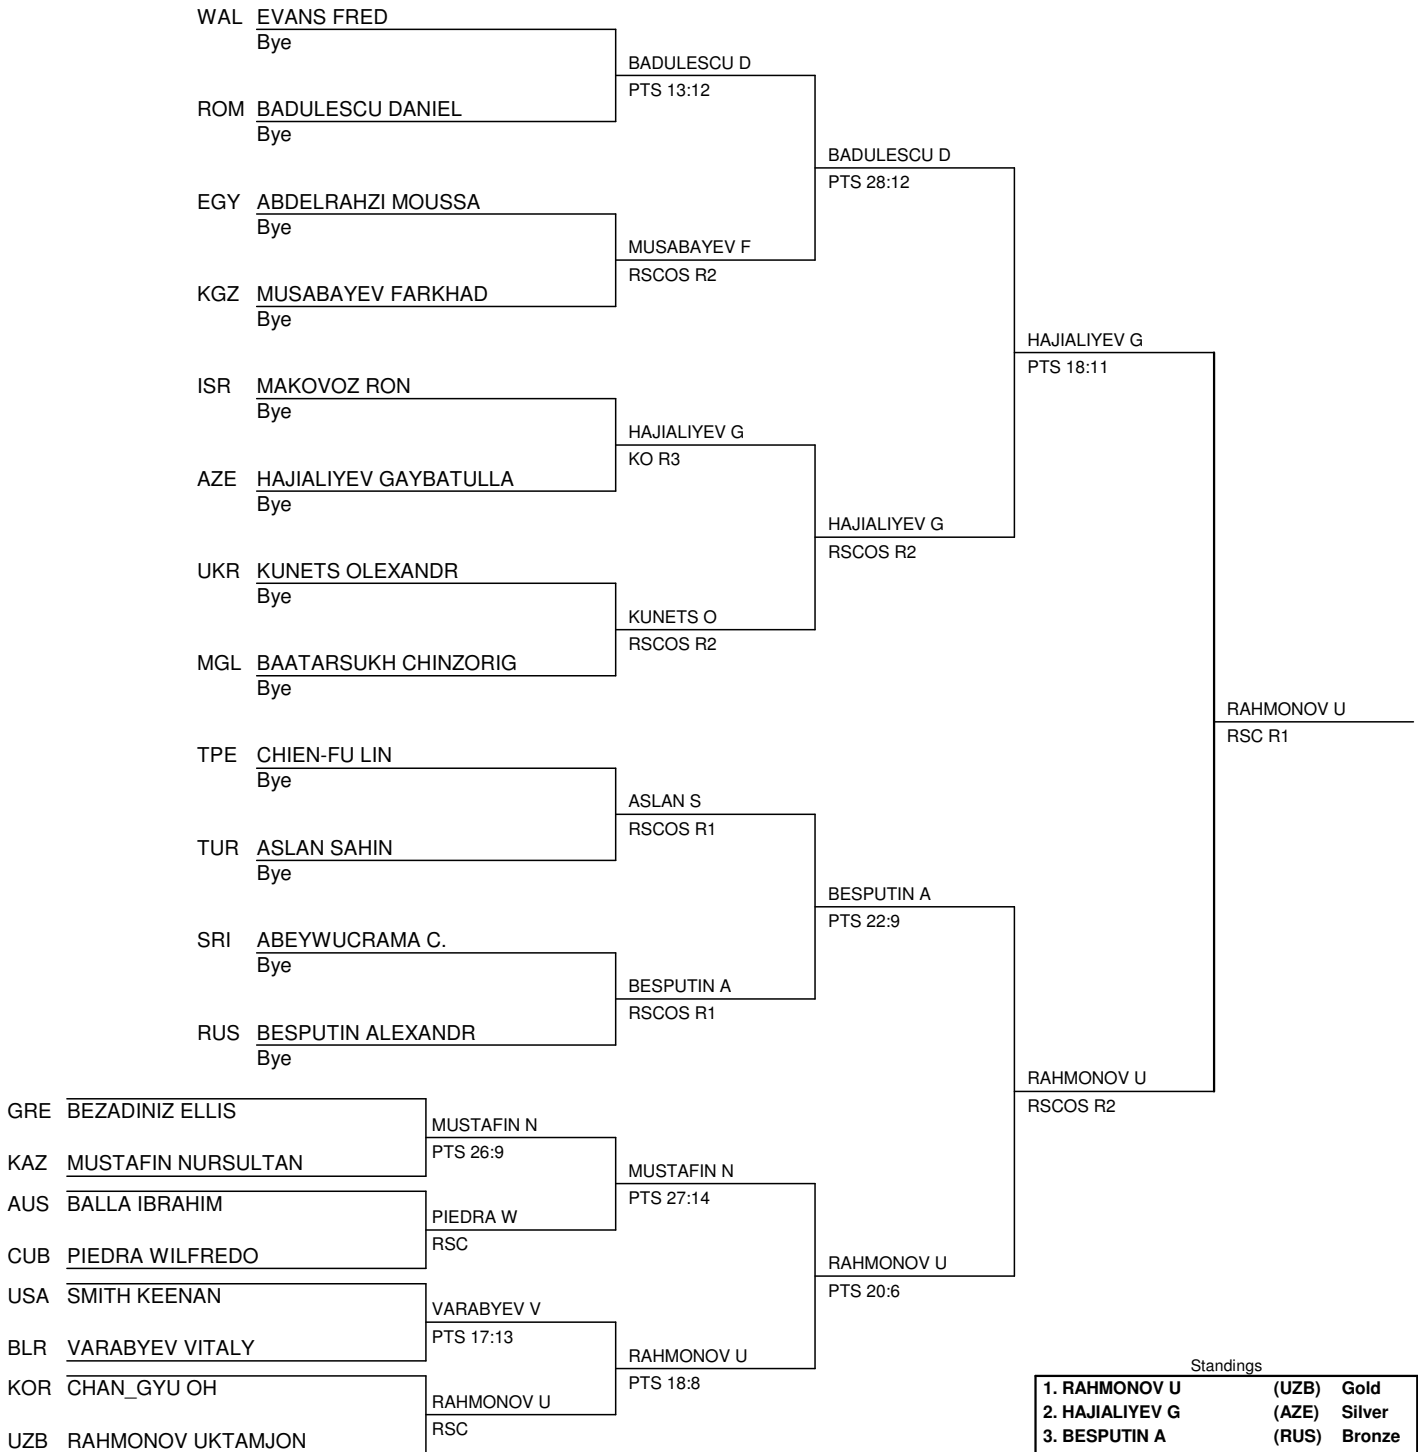 WAL EVANS FRED
Bye
BADULESCU D
PTS 13:12
ROM BADULESCU DANIEL
Bye
BADULESCU D
PTS 28:12
EGY ABDELRAHZI MOUSSA
Bye
MUSABAYEV F
RSCOS R2
KGZ MUSABAYEV FARKHAD
Bye
HAJIALIYEV G
PTS 18:11
ISR MAKOVOZ RON
Bye
HAJIALIYEV G
KO R3
AZE HAJIALIYEV GAYBATULLA
Bye
HAJIALIYEV G
RSCOS R2
UKR KUNETS OLEXANDR
Bye
KUNETS O
RSCOS R2
MGL BAATARSUKH CHINZORIG
Bye
RAHMONOV U
RSC R1
TPE CHIEN-FU LIN
Bye
ASLAN S
RSCOS R1
TUR ASLAN SAHIN
Bye
BESPUTIN A
PTS 22:9
SRI ABEYWUCRAMA C.
Bye
BESPUTIN A
RSCOS R1
RUS BESPUTIN ALEXANDR
Bye
RAHMONOV U
RSCOS R2
GRE BEZADINIZ ELLIS
MUSTAFIN N
PTS 26:9
KAZ MUSTAFIN NURSULTAN
MUSTAFIN N
PTS 27:14
AUS BALLA IBRAHIM
PIEDRA W
RSC
CUB PIEDRA WILFREDO
RAHMONOV U
PTS 20:6
USA SMITH KEENAN
VARABYEV V
PTS 17:13
BLR VARABYEV VITALY
RAHMONOV U
PTS 18:8
KOR CHAN_GYU OH
RAHMONOV U
RSC
UZB RAHMONOV UKTAMJON
Standings
1. RAHMONOV U (UZB) Gold
2. HAJIALIYEV G (AZE) Silver
3. BESPUTIN A (RUS) Bronze